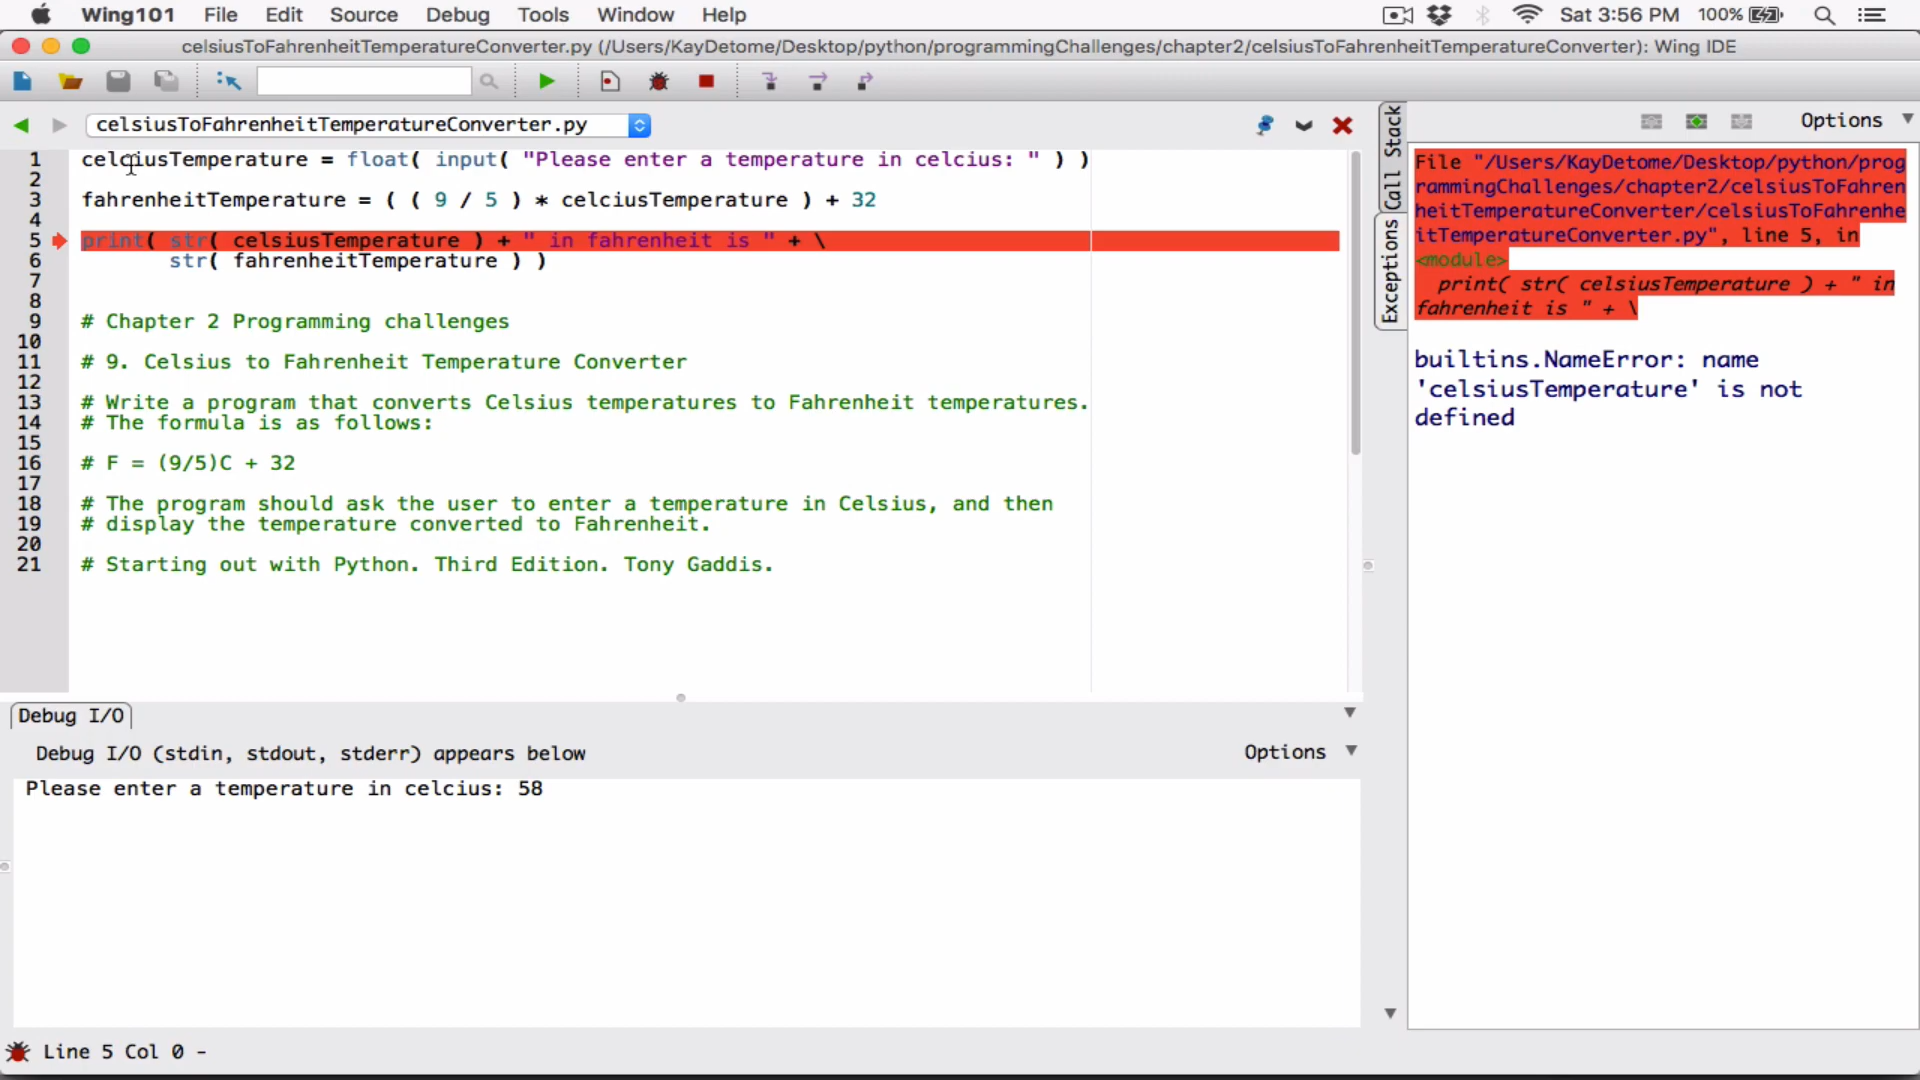 Wing101 File Edit Source Debug Tools Window Help Sat 3:56 PM 100%
celsiusToFahrenheitTemperatureConverter.py (/Users/KayDetome/Desktop/python/programmingChallenges/chapter2/celsiusToFahrenheitTemperatureConverter): Wing IDE
celsiusToFahrenheitTemperatureConverter.py
1 celciusTemperature = float( input( "Please enter a temperature in celcius: " ) )
2
3 fahrenheitTemperature = ( ( 9 / 5 ) * celciusTemperature ) + 32
4
5 print( str( celsiusTemperature ) + " in fahrenheit is " + \
6 str( fahrenheitTemperature ) )
7
8
9 # Chapter 2 Programming challenges
10
11 # 9. Celsius to Fahrenheit Temperature Converter
12
13 # Write a program that converts Celsius temperatures to Fahrenheit temperatures.
14 # The formula is as follows:
15
16 # F = (9/5)C + 32
17
18 # The program should ask the user to enter a temperature in Celsius, and then
19 # display the temperature converted to Fahrenheit.
20
21 # Starting out with Python. Third Edition. Tony Gaddis.
Call Stack
Exceptions
Options
File "/Users/KayDetome/Desktop/python/prog
rammingChallenges/chapter2/celsiusToFahren
heitTemperatureConverter/celsiusToFahrenhe
itTemperatureConverter.py", line 5, in
<module>
print( str( celsiusTemperature ) + " in
fahrenheit is " + \
builtins.NameError: name
'celsiusTemperature' is not
defined
Debug I/O
Debug I/O (stdin, stdout, stderr) appears below
Options
Please enter a temperature in celcius: 58
Line 5 Col 0 -